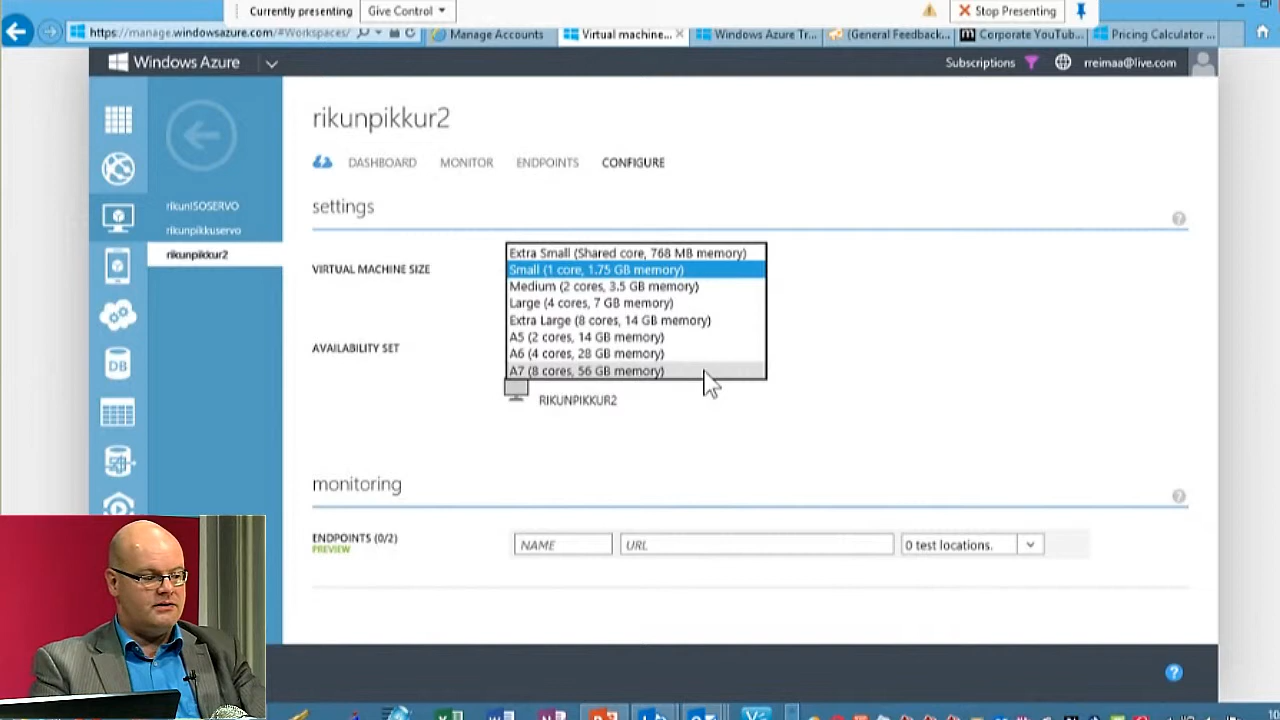 Currently presenting
Give Control
Stop Presenting
https://manage.windowsazure.com/#Workspaces/
Manage Accounts
Virtual machine...
Windows Azure Tr...
(General Feedback...
Corporate YouTub...
Pricing Calculator ...
Windows Azure
Subscriptions
rreimaa@live.com
rikunpikkur2
DASHBOARD
MONITOR
ENDPOINTS
CONFIGURE
rikunISOSERVO
rikunpikkuservo
rikunpikkur2
settings
VIRTUAL MACHINE SIZE
Extra Small (Shared core, 768 MB memory)
Small (1 core, 1.75 GB memory)
Medium (2 cores, 3.5 GB memory)
Large (4 cores, 7 GB memory)
Extra Large (8 cores, 14 GB memory)
A5 (2 cores, 14 GB memory)
A6 (4 cores, 28 GB memory)
A7 (8 cores, 56 GB memory)
AVAILABILITY SET
RIKUNPIKKUR2
DB
monitoring
ENDPOINTS (0/2)
PREVIEW
NAME
URL
0 test locations.